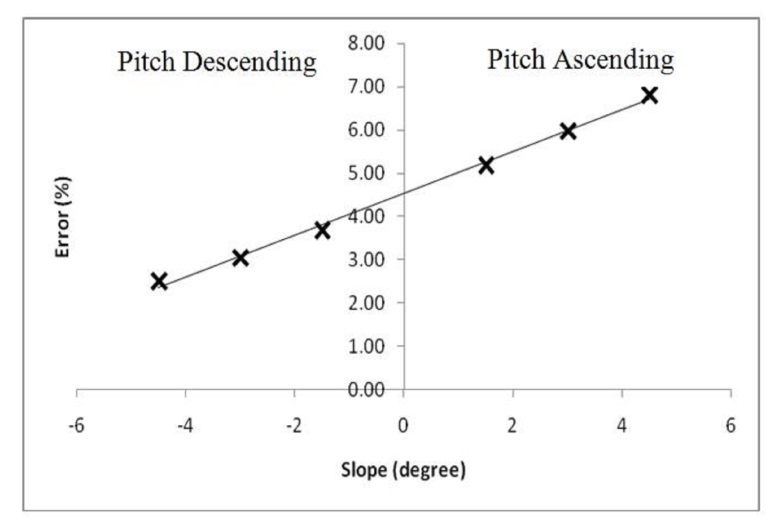 Pitch Descending
Pitch Ascending
8.00
7.00
6.00
5.00
4.00
3.00
2.00
1.00
0.00
Error (%)
-6 -4 -2 0 2 4 6
Slope (degree)